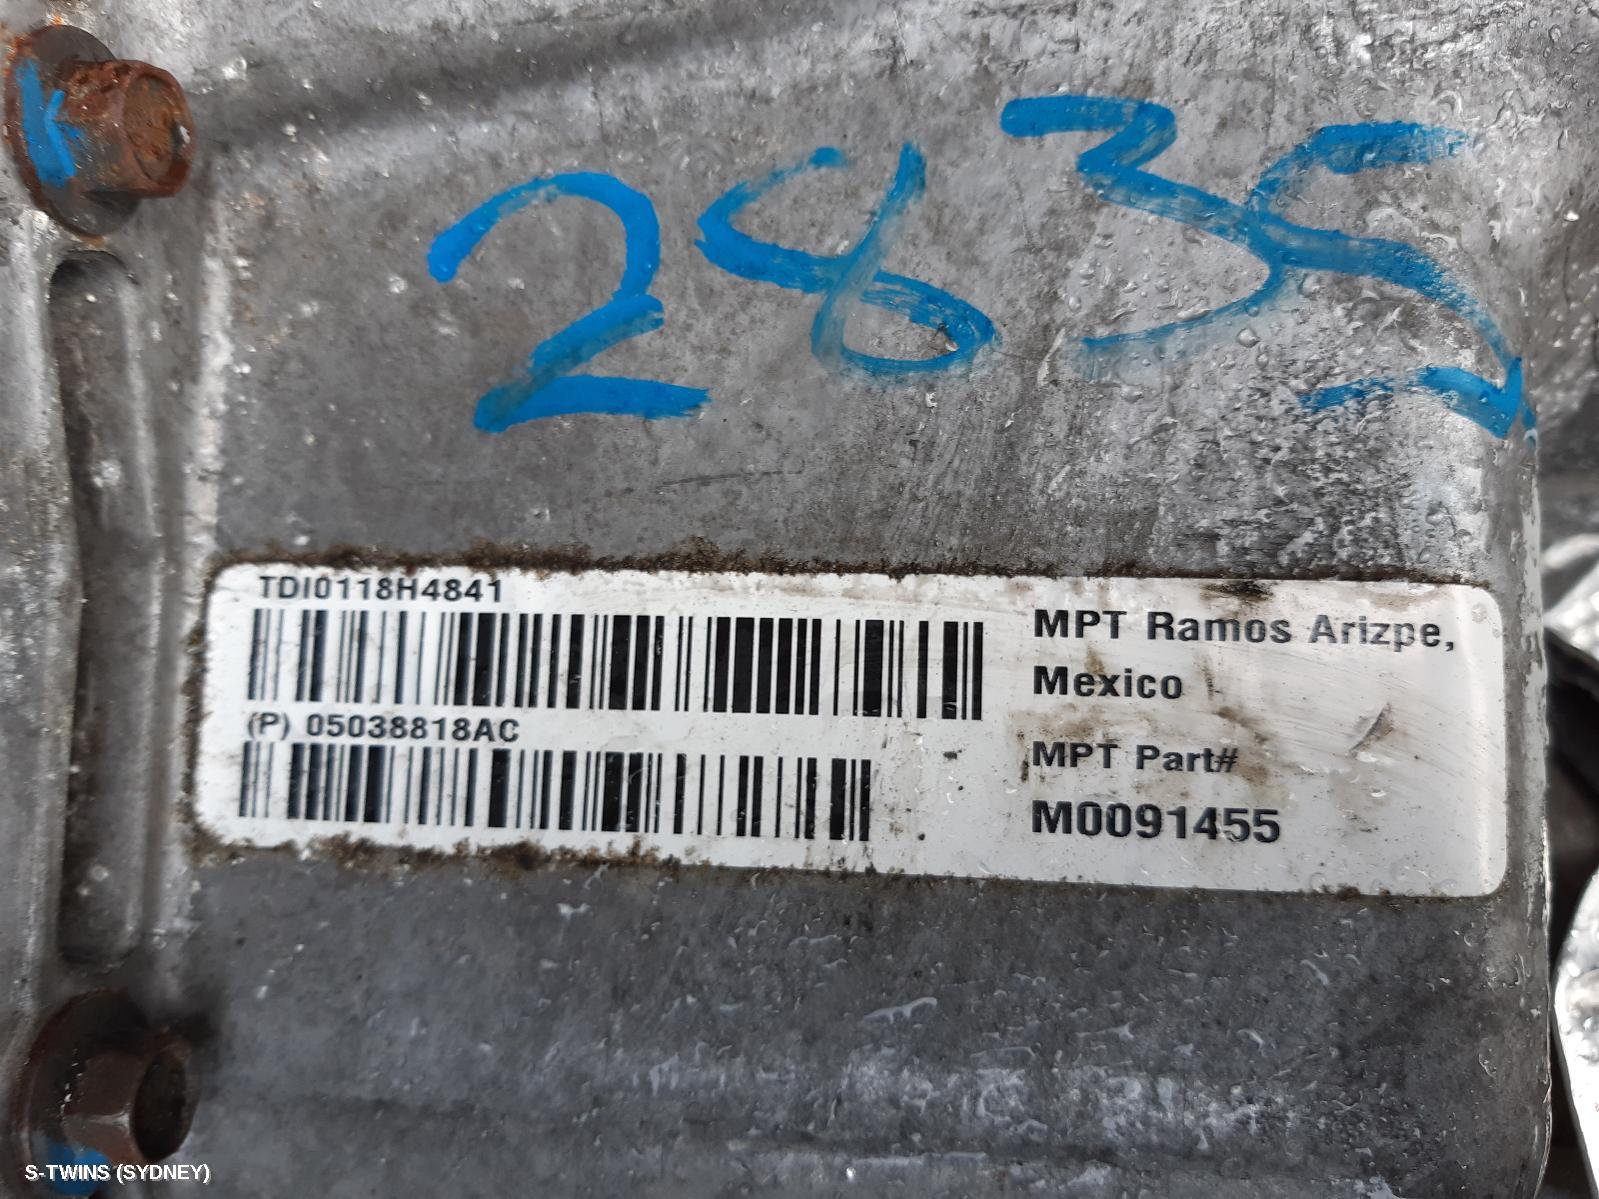 2835
TDI0118H4841
(P) 05038818AC
MPT Ramos Arizpe,
Mexico
MPT Part#
M0091455
S-TWINS (SYDNEY)